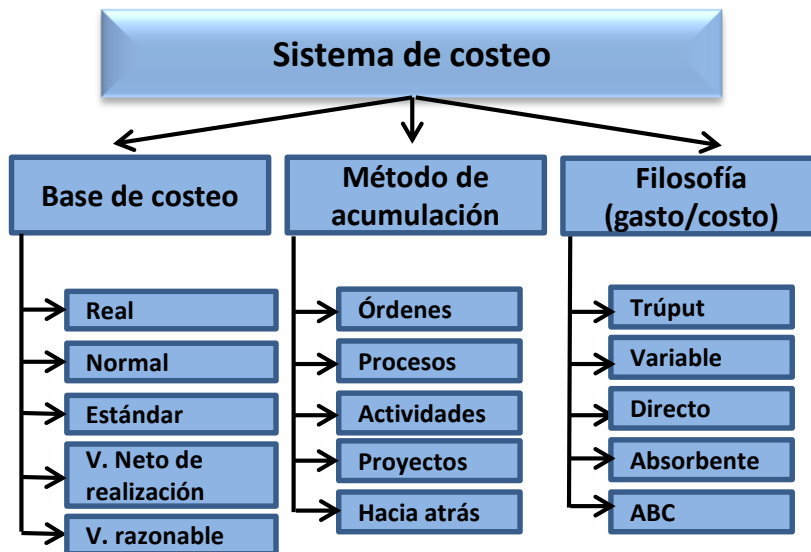 Sistema de costeo
Base de costeo
Real
Normal
Estándar
V. Neto de
realización
V. razonable
Método de
acumulación
Órdenes
Procesos
Actividades
Proyectos
Hacia atrás
Filosofía
(gasto/costo)
Trúput
Variable
Directo
Absorbente
ABC